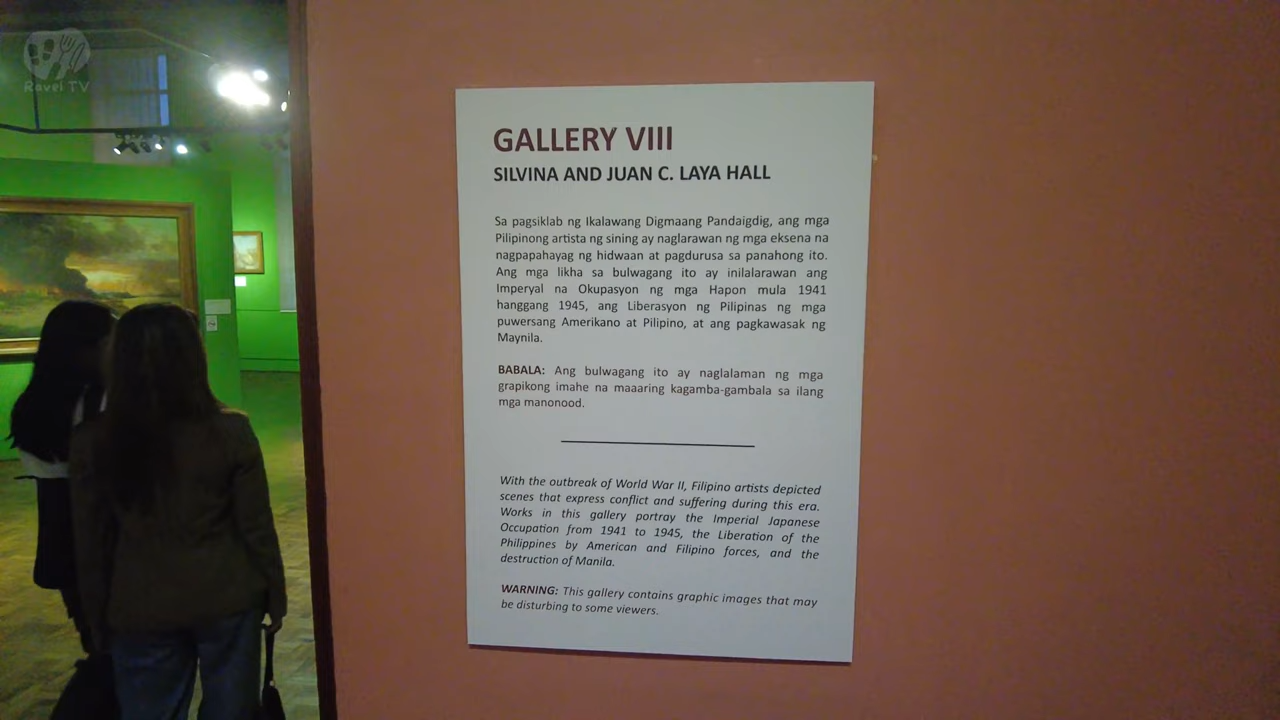 Ravel TV
GALLERY VIII
SILVINA AND JUAN C. LAYA HALL
Sa pagsiklab ng Ikalawang Digmaang Pandaigdig, ang mga
Pilipinong artista ng sining ay naglarawan ng mga eksena na
nagpapahayag ng hidwaan at pagdurusa sa panahong ito.
Ang mga likha sa bulwagang ito ay inilalarawan ang
Imperyal na Okupasyon ng mga Hapon mula 1941
hanggang 1945, ang Liberasyon ng Pilipinas ng mga
puwersang Amerikano at Pilipino, at ang pagkawasak ng
Maynila.
BABALA: Ang bulwagang ito ay naglalaman ng mga
grapikong imahe na maaaring kagamba-gambala sa ilang
mga manonood.
With the outbreak of World War II, Filipino artists depicted
scenes that express conflict and suffering during this era.
Works in this gallery portray the Imperial Japanese
Occupation from 1941 to 1945, the Liberation of the
Philippines by American and Filipino forces, and the
destruction of Manila.
WARNING: This gallery contains graphic images that may
be disturbing to some viewers.